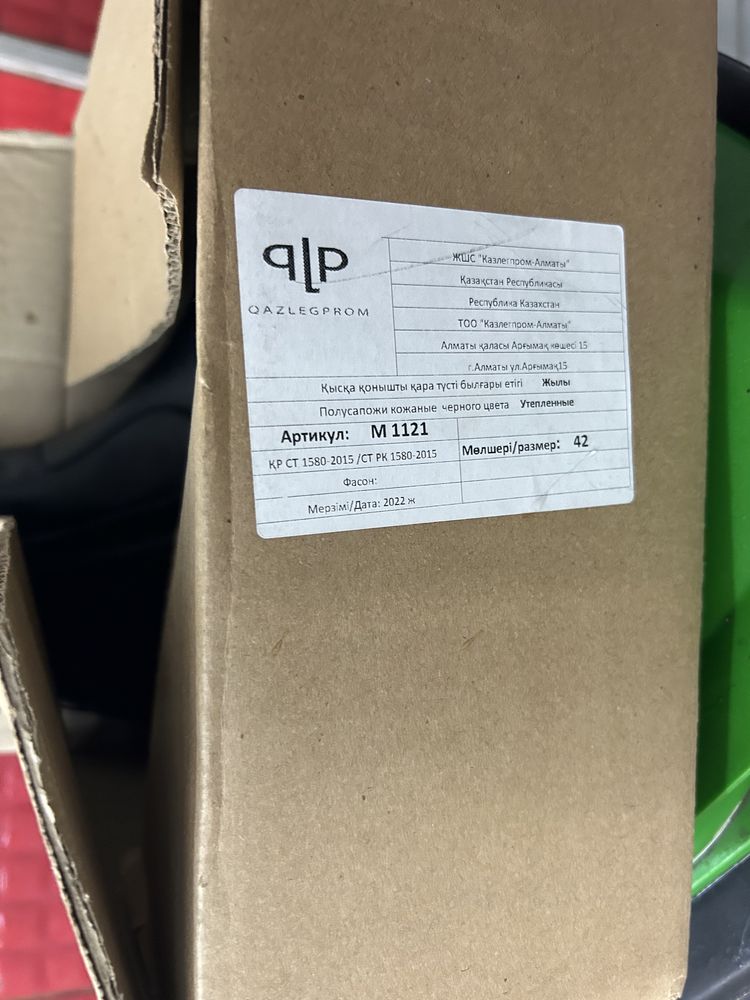 qlp
QAZLEGPROM
ЖШС "Казлегпром-Алматы"
Қазақстан Республикасы
Республика Казахстан
ТОО "Казлегпром-Алматы"
Алматы қаласы Арғымақ көшесі 15
г.Алматы ул.Арғымақ15
Қысқа қонышты қара түсті былғары етігі Жылы
Полусапожи кожаные черного цвета Утепленные
Артикул: М 1121
ҚР СТ 1580-2015 /СТ РК 1580-2015
Мөлшері/размер: 42
Фасон:
Мерзімі/Дата: 2022 ж